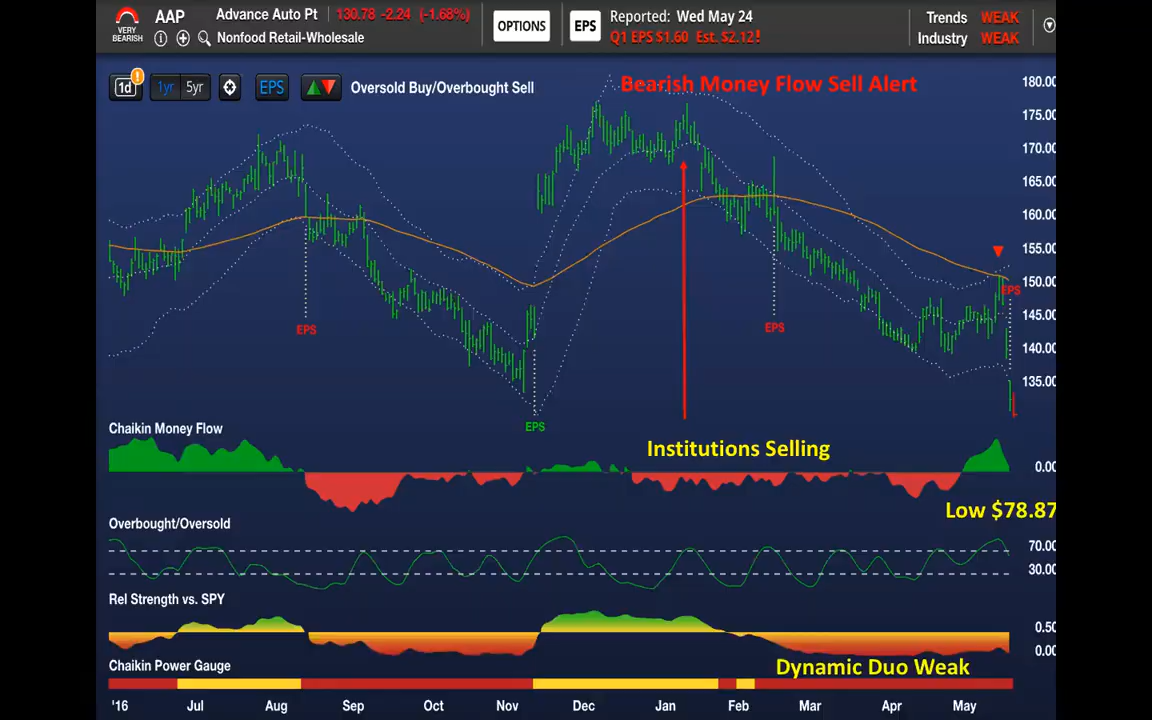 AAP
Advance Auto Pt
130.78 -2.24 (-1.68%)
VERY BEARISH
Nonfood Retail-Wholesale
OPTIONS
EPS
Reported: Wed May 24
Q1 EPS $1.60 Est. $2.12!
Trends WEAK
Industry WEAK
1d
!
1yr
5yr
EPS
Oversold Buy/Overbought Sell
Bearish Money Flow Sell Alert
180.00
175.00
170.00
165.00
160.00
155.00
150.00
145.00
140.00
135.00
EPS
EPS
EPS
EPS
Chaikin Money Flow
Institutions Selling
0.00
Low $78.87
Overbought/Oversold
70.00
30.00
Rel Strength vs. SPY
0.50
0.00
Chaikin Power Gauge
Dynamic Duo Weak
'16 Jul Aug Sep Oct Nov Dec Jan Feb Mar Apr May